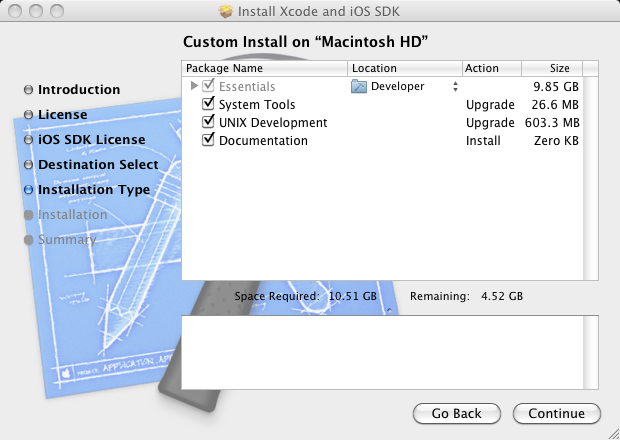 Install Xcode and iOS SDK
Custom Install on “Macintosh HD”
Introduction
License
iOS SDK License
Destination Select
Installation Type
Installation
Summary
Package Name Location Action Size
Essentials Developer 9.85 GB
System Tools Upgrade 26.6 MB
UNIX Development Upgrade 603.3 MB
Documentation Install Zero KB
Space Required: 10.51 GB Remaining: 4.52 GB
Go Back Continue